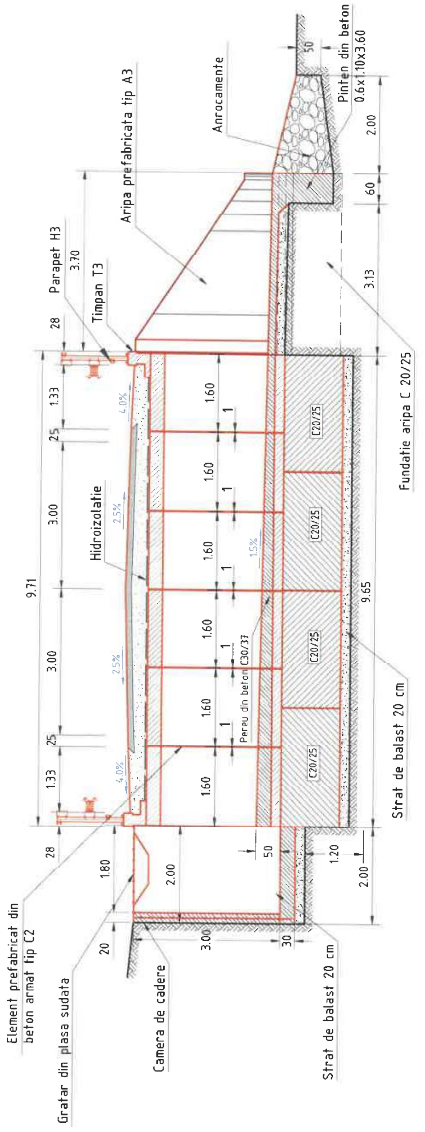 Element prefabricat din
beton armat tip C2
Gratar din plasa sudata
Camera de cadere
Strat de balast 20 cm
9.71
28
1.33
25
3.00
3.00
25
1.33
28
3.70
Parapet H3
Timpan T3
Aripa prefabricata tip A3
Anrocamente
Pinten din beton
0.6x1.10x3.60
50
4.0%
2.5%
2.5%
4.0%
Hidroizolatie
20
1.80
2.00
3.00
30
50
1.20
2.00
1.60
1.60
1.60
1.60
1.60
1.60
1
1
1
1
1
Pereu din beton C30/37
1.5%
C20/25
C20/25
C20/25
C20/25
9.65
3.13
60
2.00
Strat de balast 20 cm
Fundatie aripa C 20/25